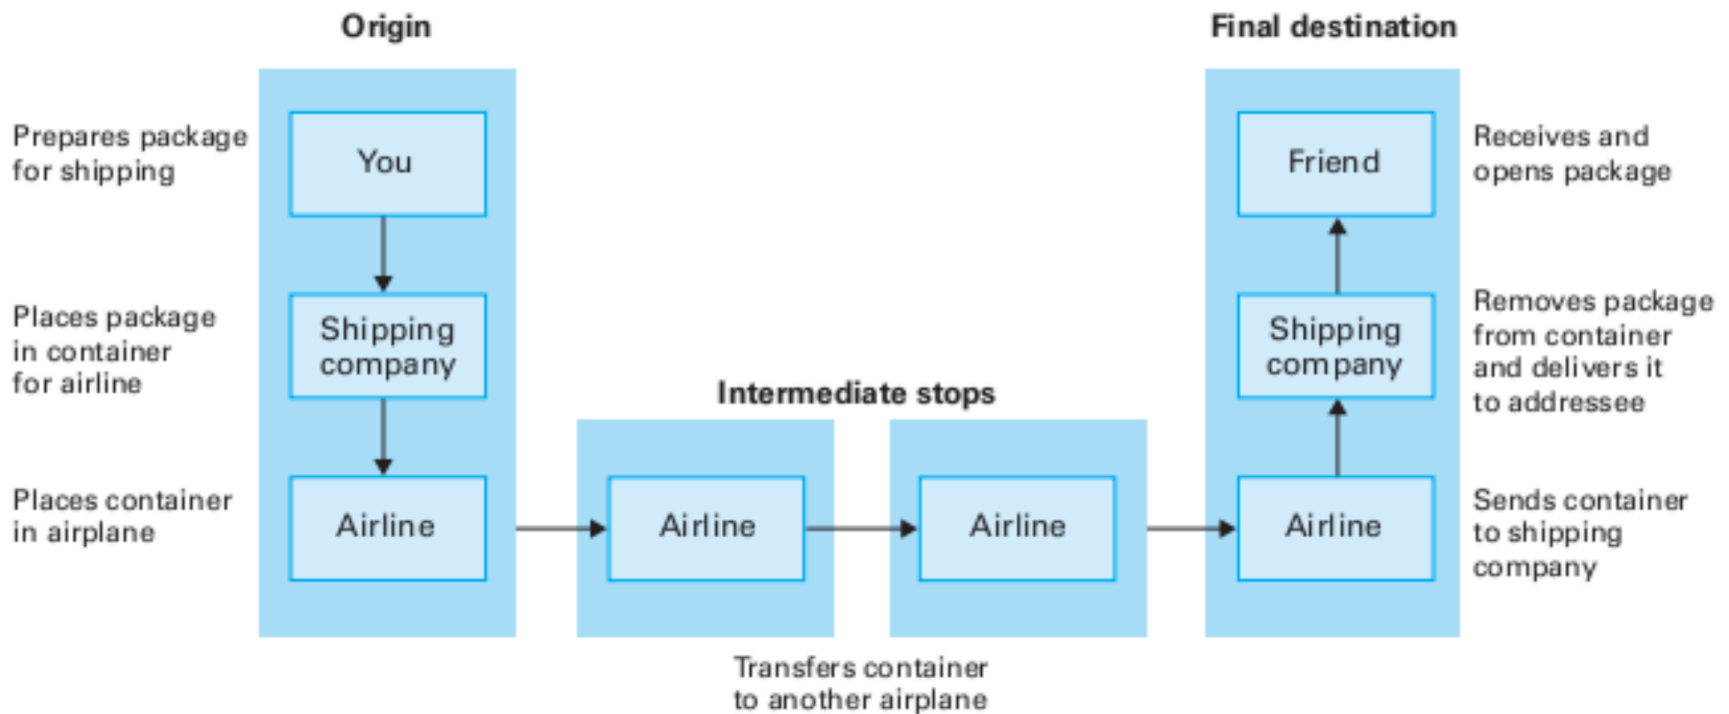 Origin
Final destination
Prepares package
for shipping
You
Friend
Receives and
opens package
Places package
in container
for airline
Shipping
company
Shipping
company
Removes package
from container
and delivers it
to addressee
Intermediate stops
Places container
in airplane
Airline
Airline
Airline
Airline
Sends container
to shipping
company
Transfers container
to another airplane